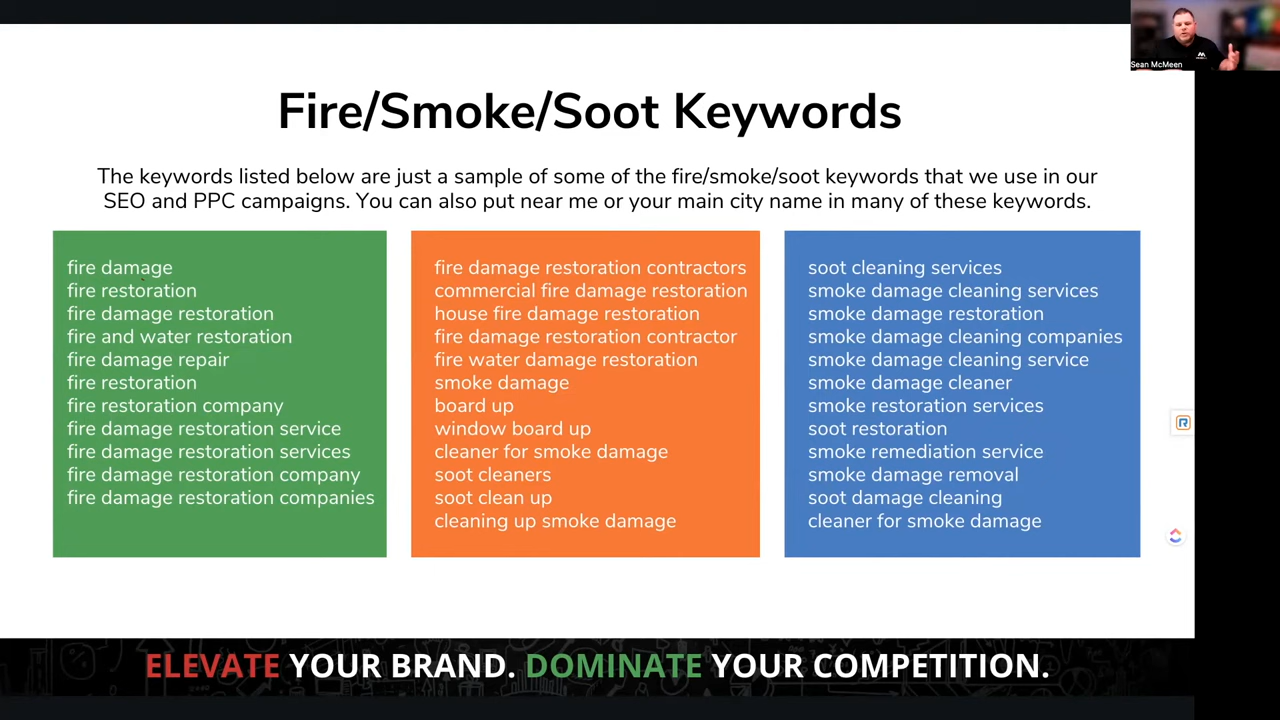 Sean McMeen
Fire/Smoke/Soot Keywords
The keywords listed below are just a sample of some of the fire/smoke/soot keywords that we use in our
SEO and PPC campaigns. You can also put near me or your main city name in many of these keywords.
fire damage
fire restoration
fire damage restoration
fire and water restoration
fire damage repair
fire restoration
fire restoration company
fire damage restoration service
fire damage restoration services
fire damage restoration company
fire damage restoration companies
fire damage restoration contractors
commercial fire damage restoration
house fire damage restoration
fire damage restoration contractor
fire water damage restoration
smoke damage
board up
window board up
cleaner for smoke damage
soot cleaners
soot clean up
cleaning up smoke damage
soot cleaning services
smoke damage cleaning services
smoke damage restoration
smoke damage cleaning companies
smoke damage cleaning service
smoke damage cleaner
smoke restoration services
soot restoration
smoke remediation service
smoke damage removal
soot damage cleaning
cleaner for smoke damage
ELEVATE YOUR BRAND. DOMINATE YOUR COMPETITION.